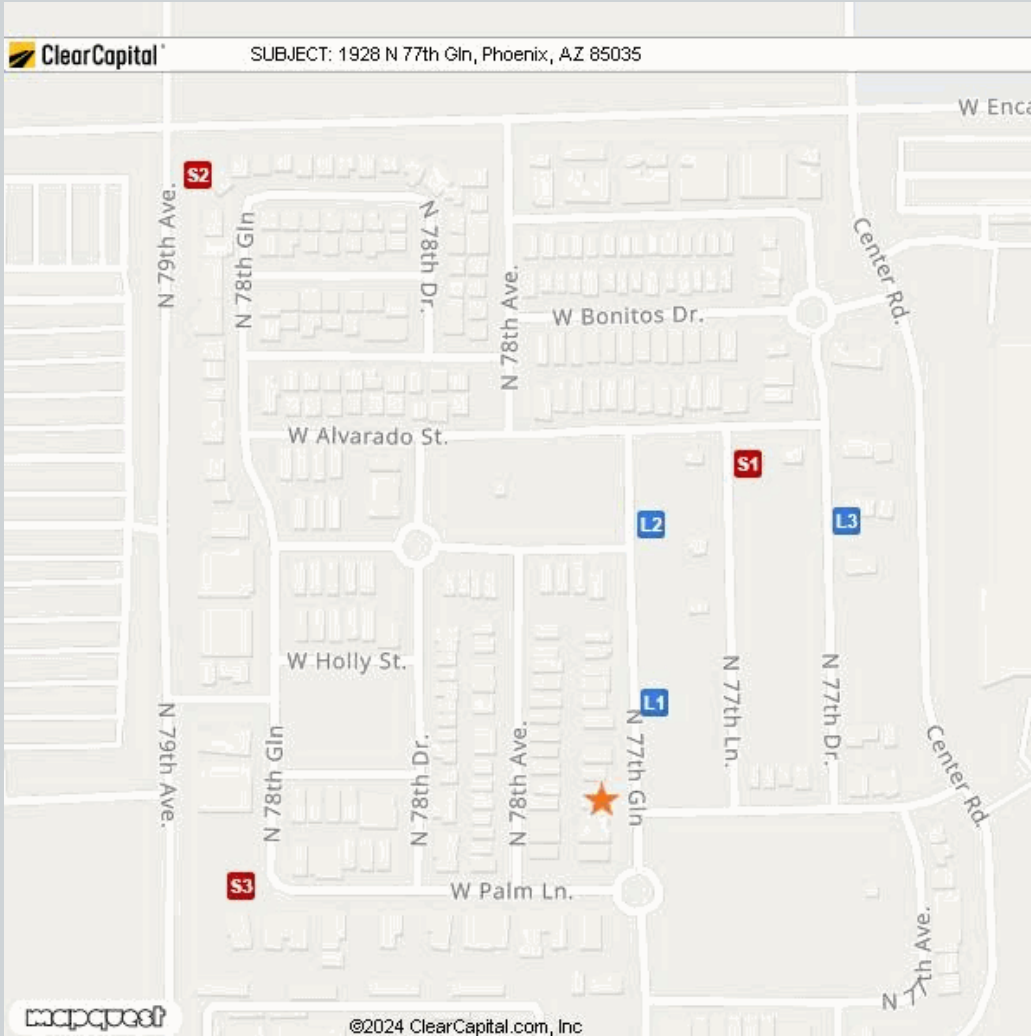 ClearCapital
SUBJECT: 1928 N 77th Gln, Phoenix, AZ 85035
W Enca
S2
N 79th Ave.
N 78th Gln
N 78th Dr.
N 78th Ave.
Center Rd.
W Bonitos Dr.
W Alvarado St.
S1
L2
L3
W Holly St.
L1
N 77th Gln
N 77th Ln.
N 77th Dr.
N 79th Ave.
N 78th Gln
N 78th Dr.
N 78th Ave.
Center Rd.
S3
W Palm Ln.
N 77th Ave.
mapquest
©2024 ClearCapital.com, Inc